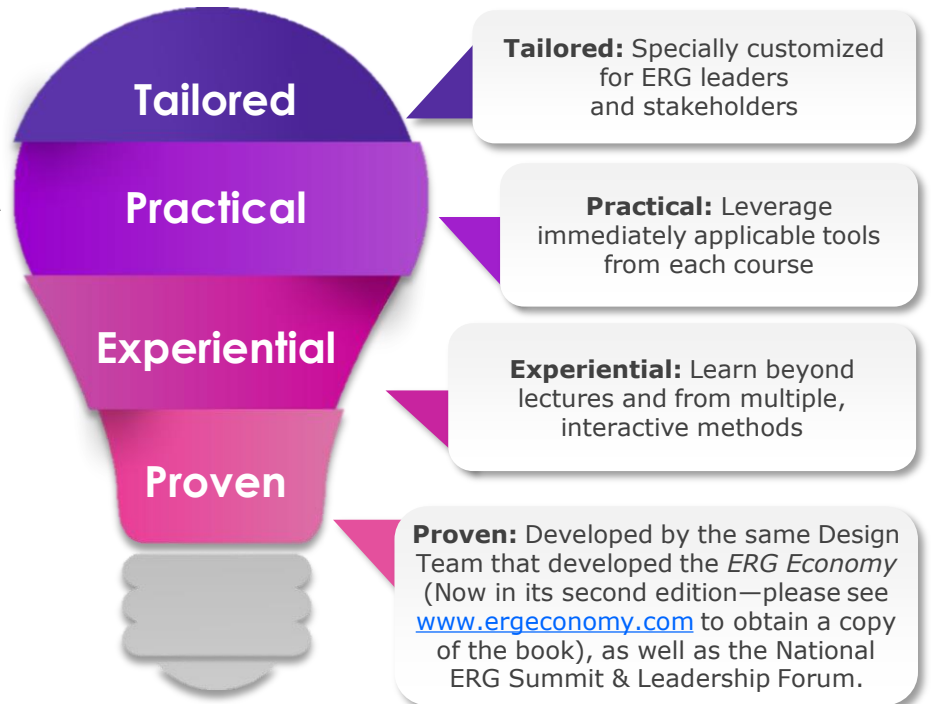 Tailored
Tailored: Specially customized
for ERG leaders
and stakeholders
Practical
Practical: Leverage
immediately applicable tools
from each course
Experiential
Experiential: Learn beyond
lectures and from multiple,
interactive methods
Proven
Proven: Developed by the same Design
Team that developed the ERG Economy
(Now in its second edition—please see
www.ergeconomy.com to obtain a copy
of the book), as well as the National
ERG Summit & Leadership Forum.